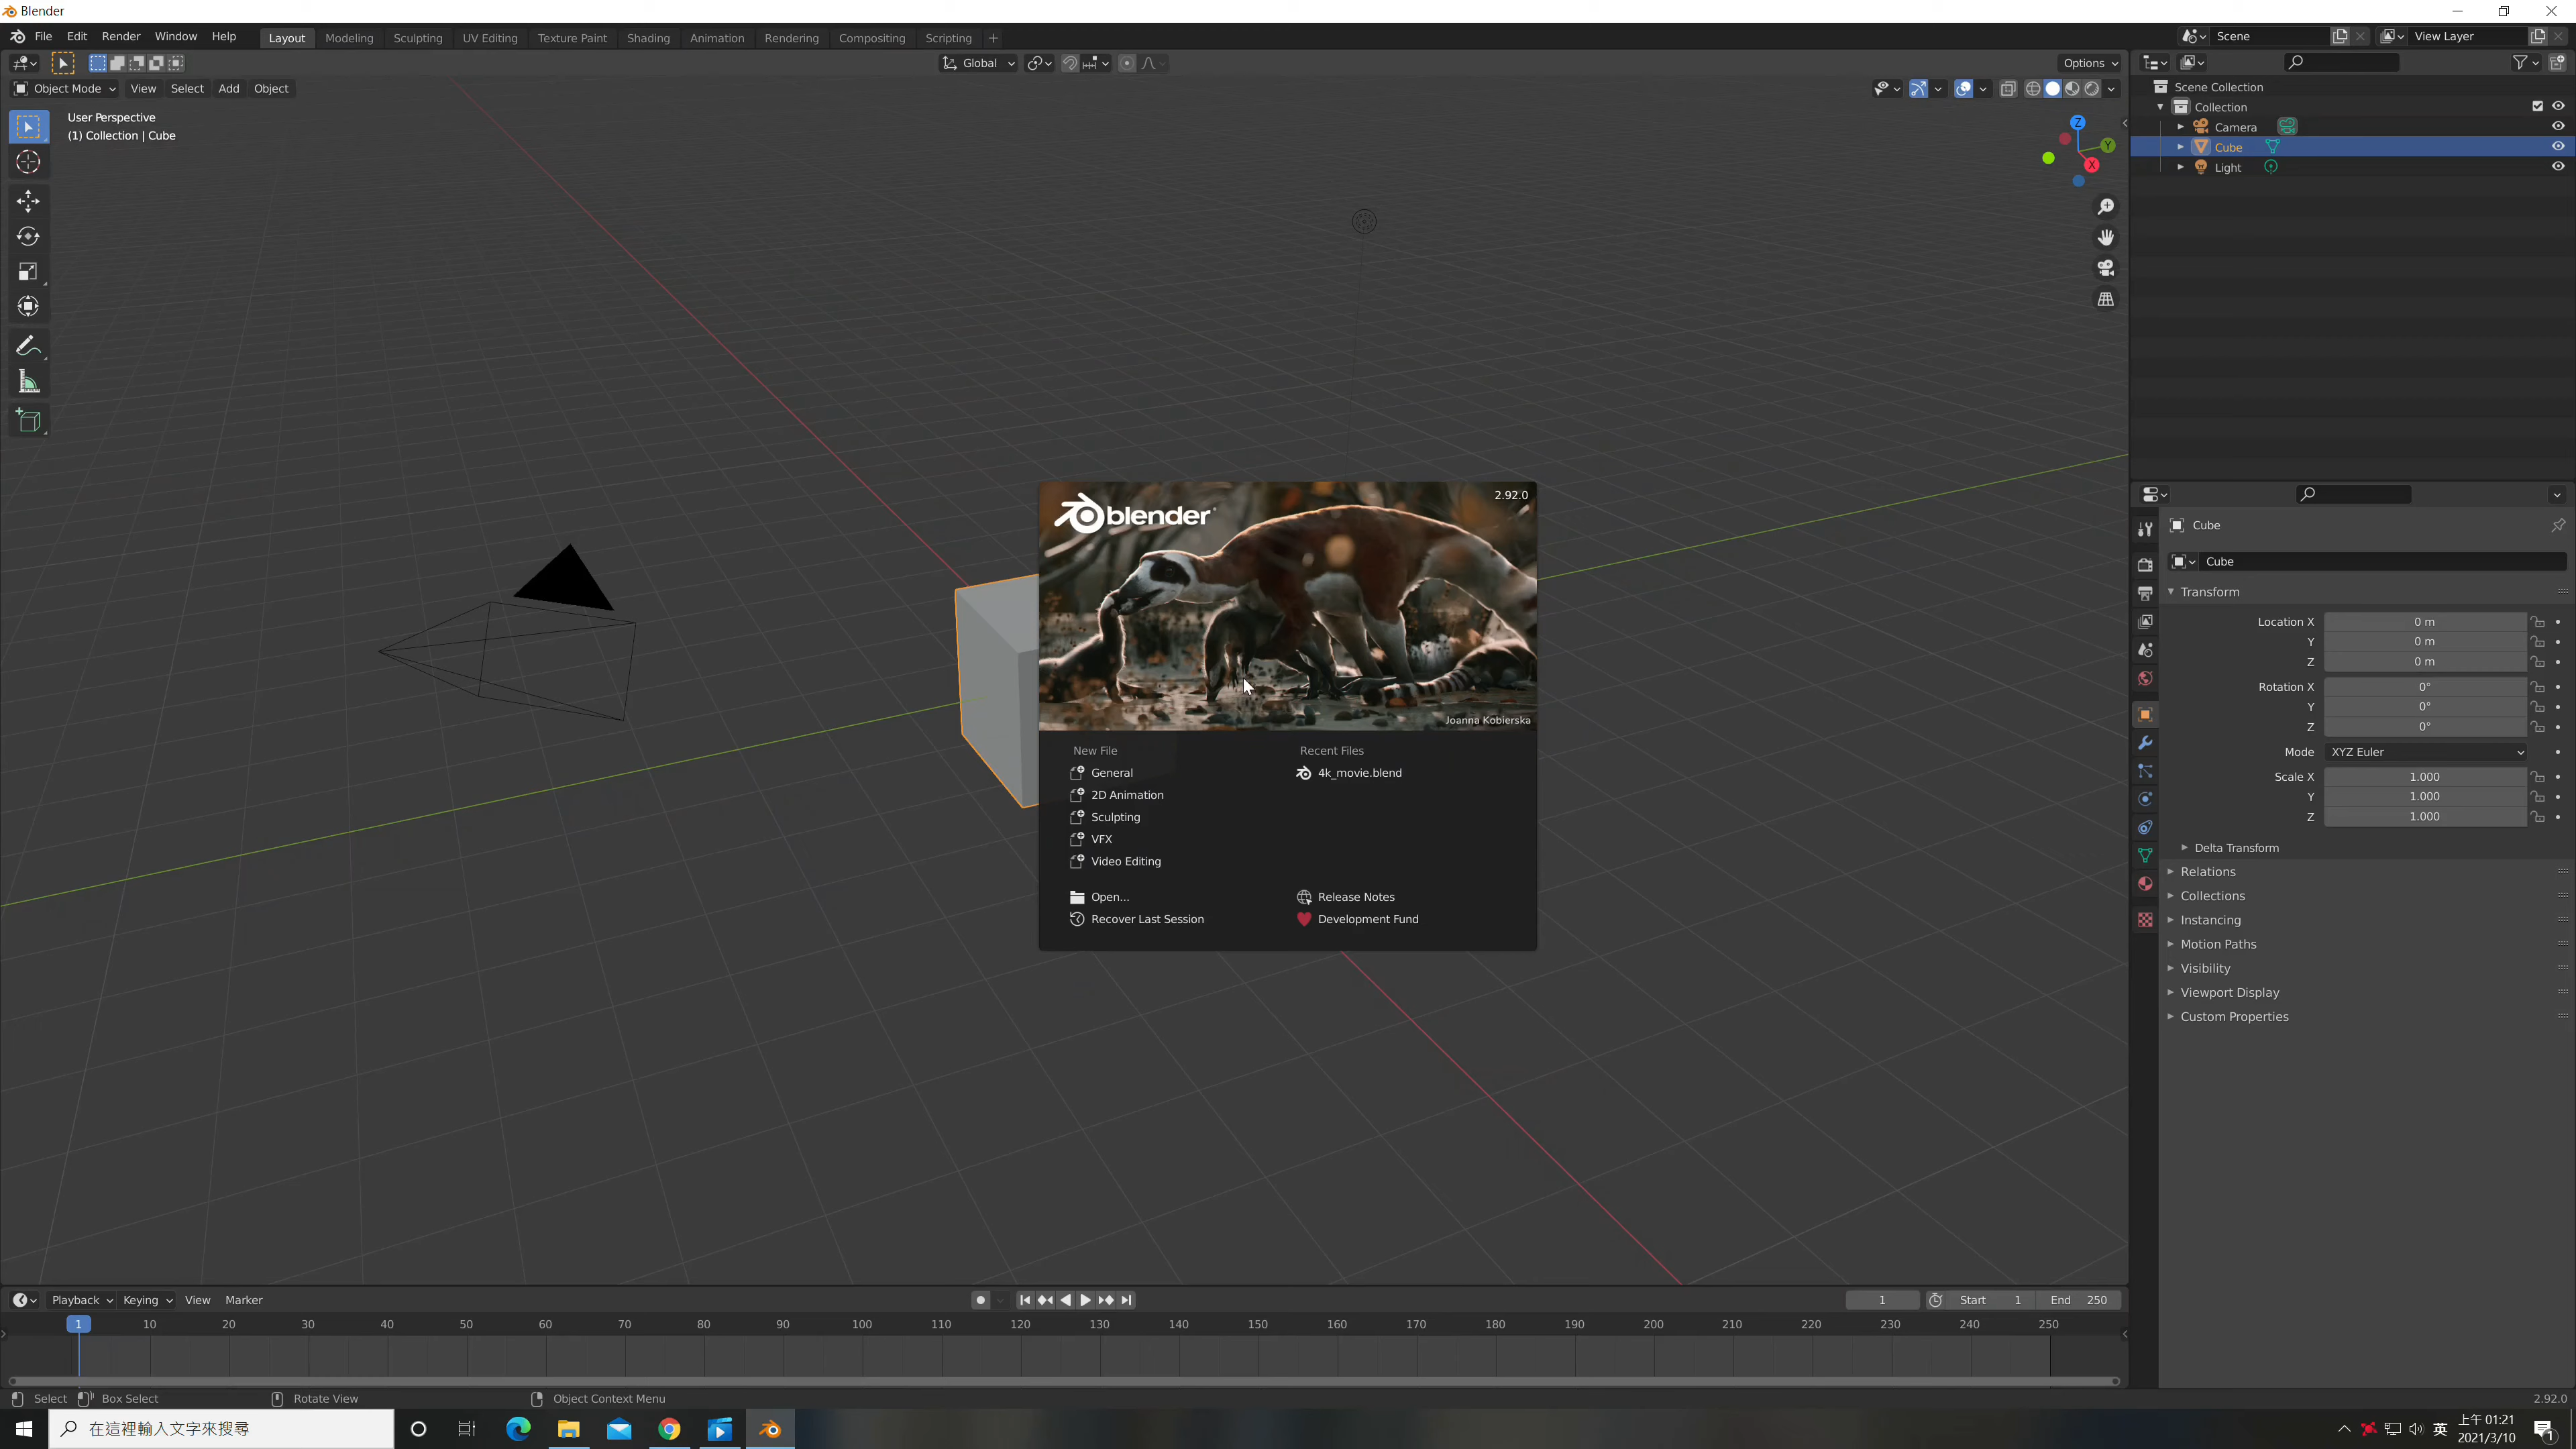 Blender
File Edit Render Window Help Layout Modeling Sculpting UV Editing Texture Paint Shading Animation Rendering Compositing Scripting + Scene View Layer
Global Options
Object Mode View Select Add Object
User Perspective
(1) Collection | Cube
Z
Y
X
Scene Collection
Collection
Camera
Cube
Light
blender
2.92.0
Joanna Kobierska
New File Recent Files
General 4k_movie.blend
2D Animation
Sculpting
VFX
Video Editing
Open... Release Notes
Recover Last Session Development Fund
Cube
Cube
Transform
Location X 0 m
Y 0 m
Z 0 m
Rotation X 0°
Y 0°
Z 0°
Mode XYZ Euler
Scale X 1.000
Y 1.000
Z 1.000
Delta Transform
Relations
Collections
Instancing
Motion Paths
Visibility
Viewport Display
Custom Properties
Playback Keying View Marker 1 Start 1 End 250
1 10 20 30 40 50 60 70 80 90 100 110 120 130 140 150 160 170 180 190 200 210 220 230 240 250
Select Box Select Rotate View Object Context Menu 2.92.0
在這裡輸入文字來搜尋
英
上午 01:21
2021/3/10
1